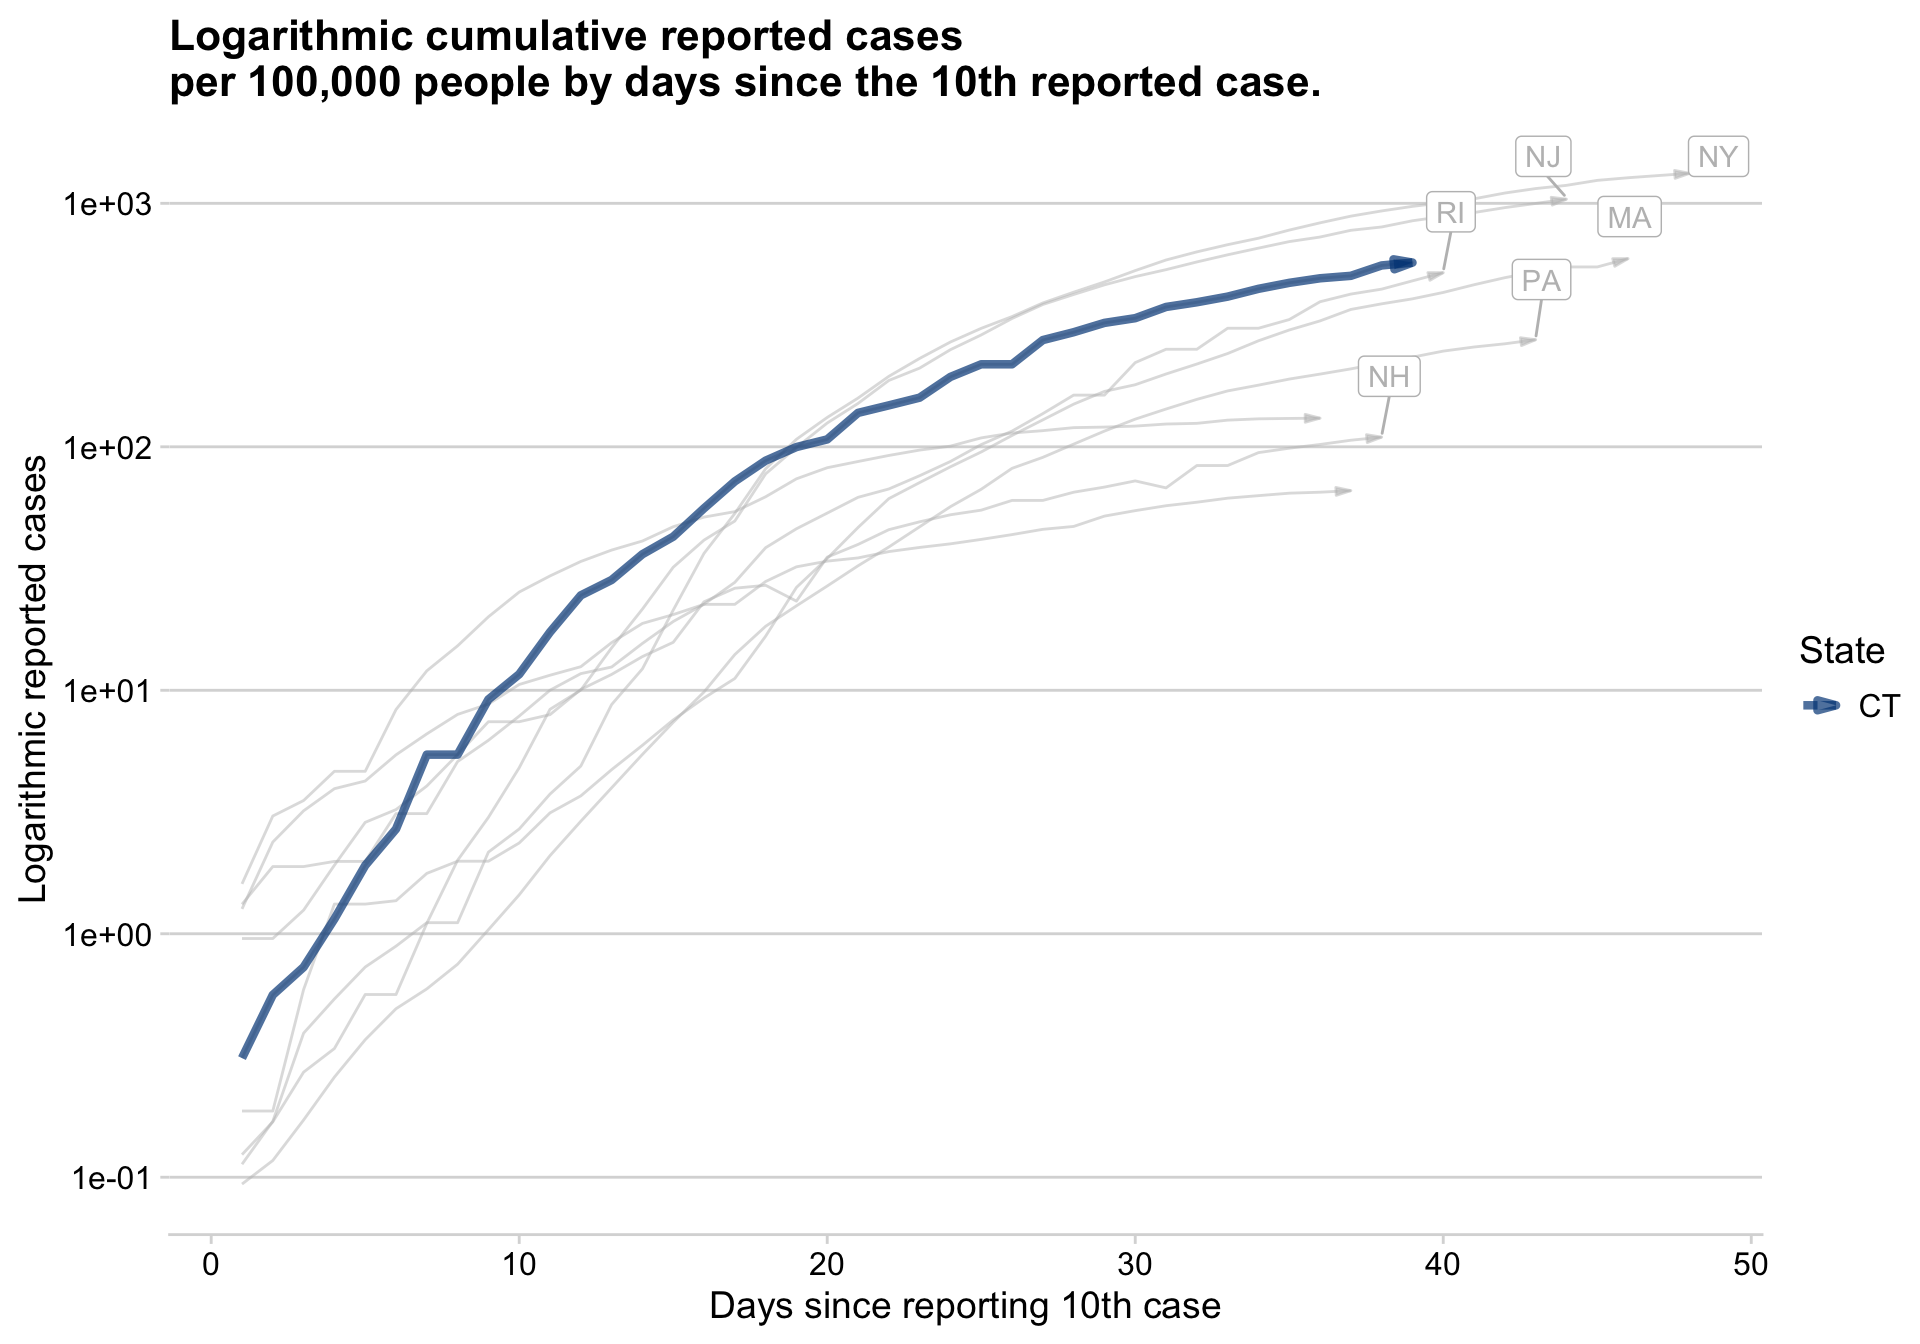 Logarithmic cumulative reported cases
per 100,000 people by days since the 10th reported case.
NJ
NY
RI
MA
PA
NH
1e+03
1e+02
1e+01
1e+00
1e-01
Logarithmic reported cases
State
CT
0 10 20 30 40 50
Days since reporting 10th case